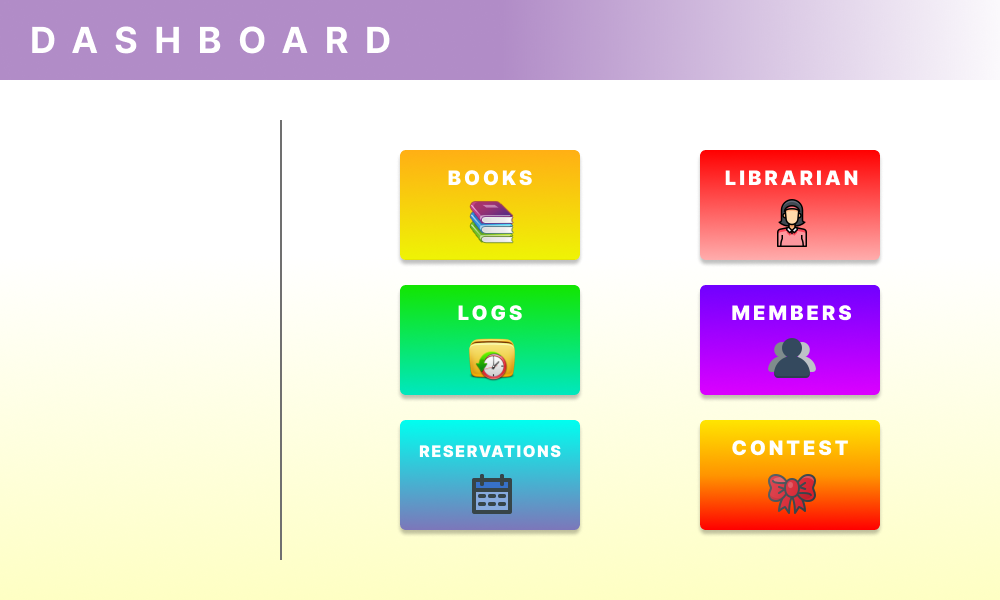 DASHBOARD
BOOKS
LIBRARIAN
LOGS
MEMBERS
RESERVATIONS
CONTEST